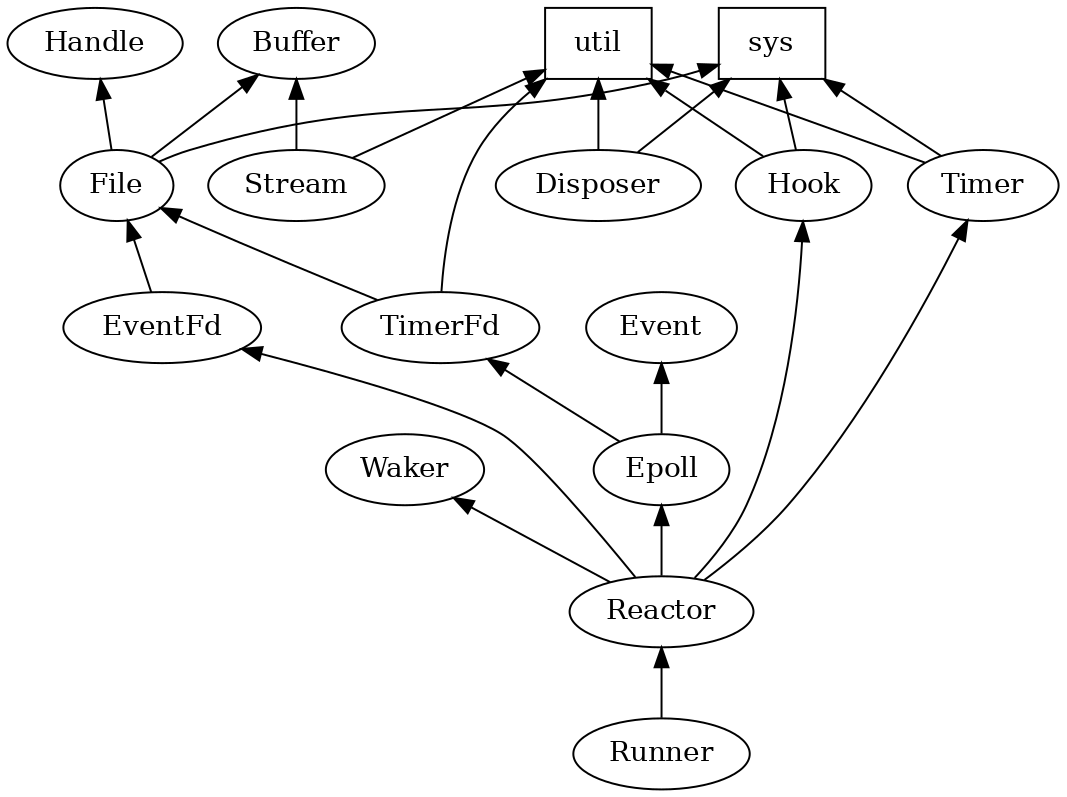 Handle
Buffer
util
sys
File
Stream
Disposer
Hook
Timer
EventFd
TimerFd
Event
Waker
Epoll
Reactor
Runner